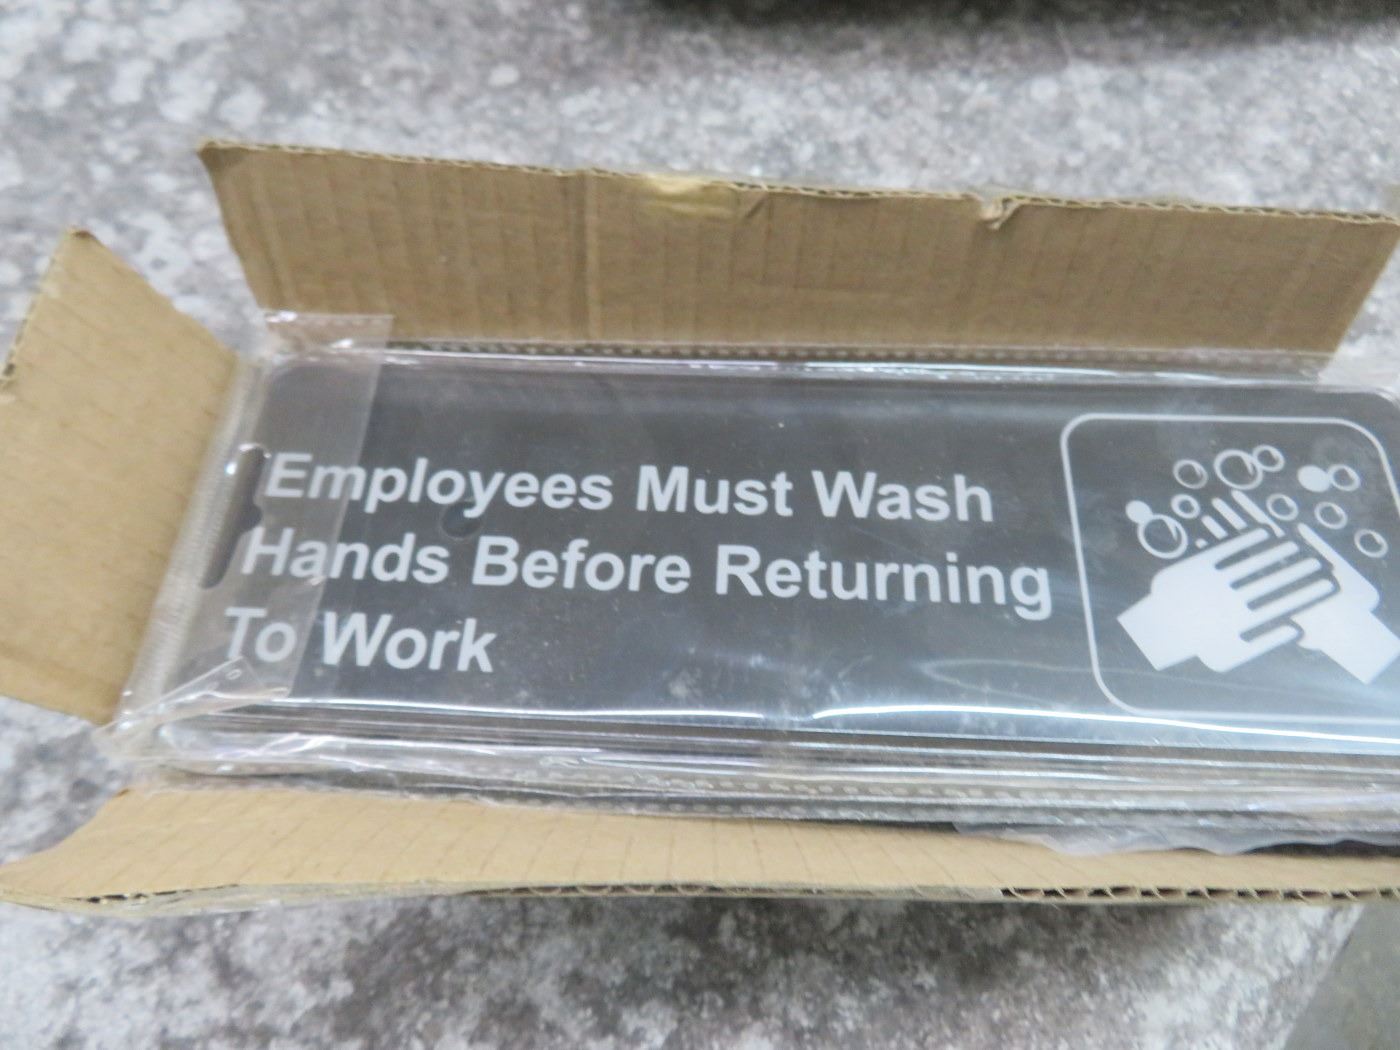 Employees Must Wash
Hands Before Returning
To Work